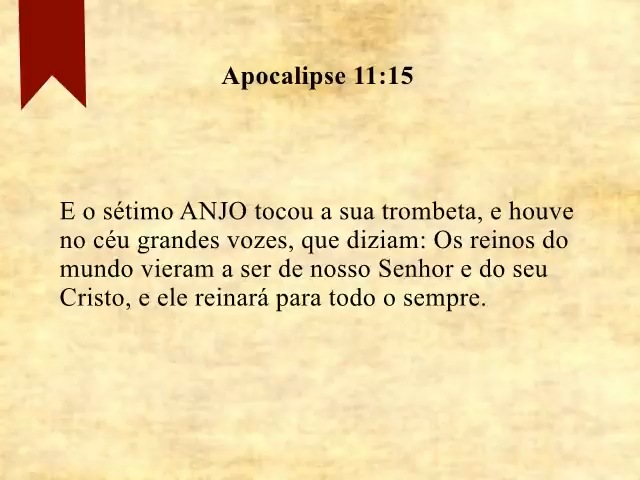 Apocalipse 11:15
E o sétimo ANJO tocou a sua trombeta, e houve
no céu grandes vozes, que diziam: Os reinos do
mundo vieram a ser de nosso Senhor e do seu
Cristo, e ele reinará para todo o sempre.